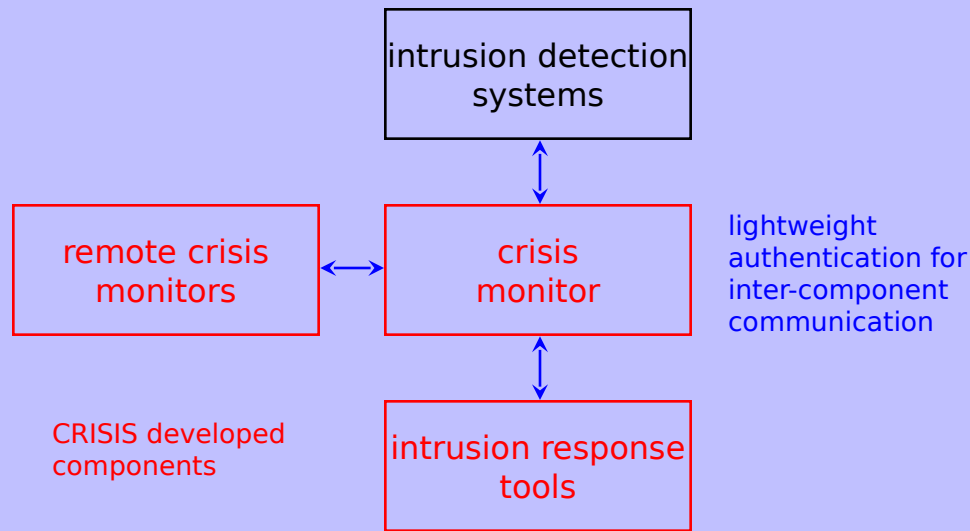 intrusion detection
systems
remote crisis
monitors
crisis
monitor
lightweight
authentication for
inter-component
communication
CRISIS developed
components
intrusion response
tools